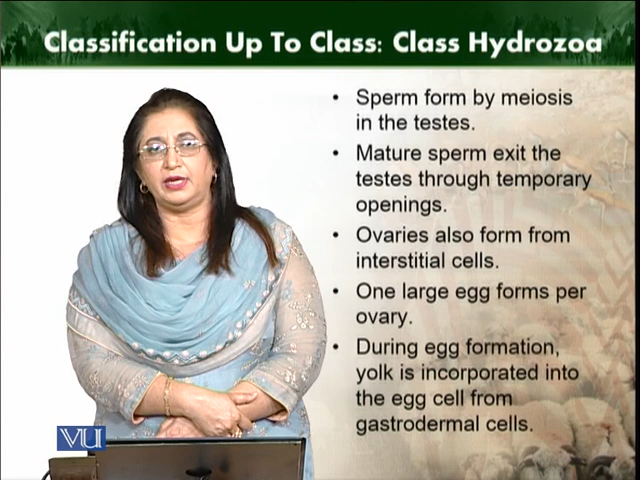 Classification Up To Class: Class Hydrozoa
• Sperm form by meiosis
in the testes.
• Mature sperm exit the
testes through temporary
openings.
• Ovaries also form from
interstitial cells.
• One large egg forms per
ovary.
• During egg formation,
yolk is incorporated into
the egg cell from
gastrodermal cells.
VU